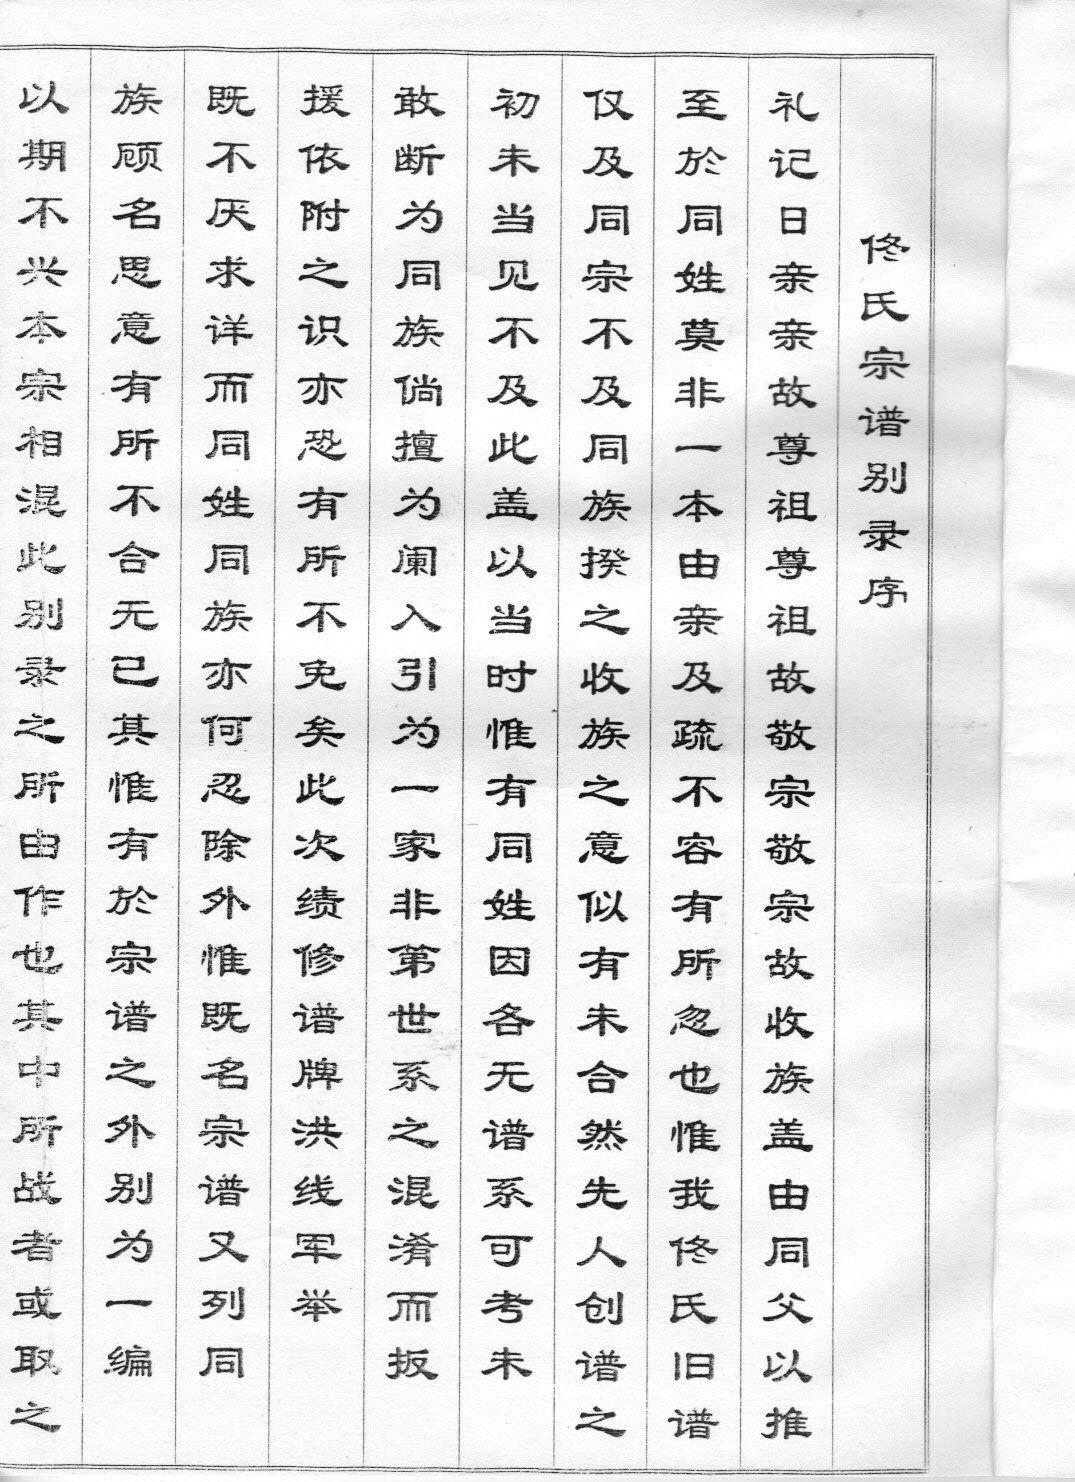 佟氏宗谱别录序
礼记日亲亲故尊祖尊祖故敬宗敬宗故收族盖由同父以推
至於同姓莫非一本由亲及疏不容有所忽也惟我佟氏旧谱
仅及同宗不及同族揆之收族之意似有未合然先人创谱之
初未当见不及此盖以当时惟有同姓因各无谱系可考未
敢断为同族倘擅为阑入引为一家非第世系之混淆而扳
援依附之识亦恐有所不免矣此次绩修谱牌洪线军举
既不厌求详而同姓同族亦何忍除外惟既名宗谱又列同
族顾名思意有所不合无已其惟有於宗谱之外别为一编
以期不兴本宗相混此别录之所由作也其中所战者或取之